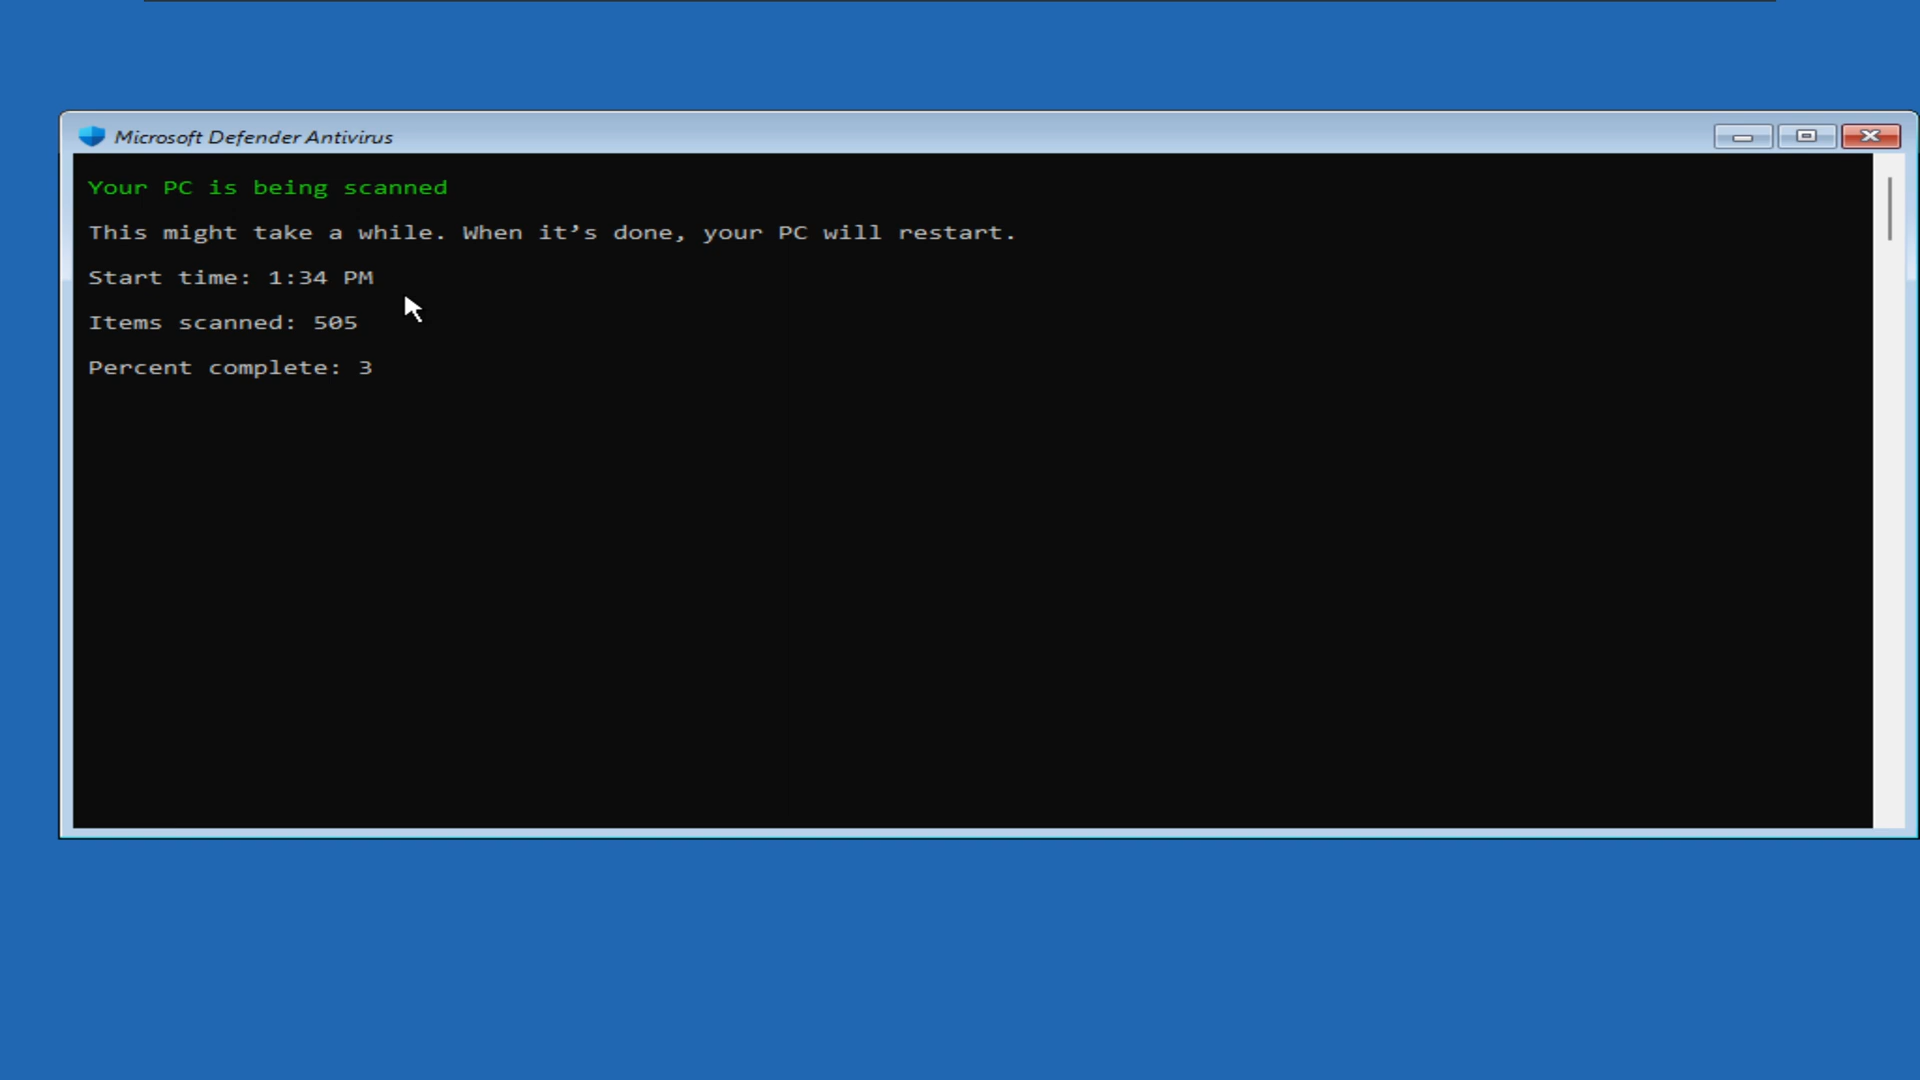 Microsoft Defender Antivirus
Your PC is being scanned
This might take a while. When it’s done, your PC will restart.
Start time: 1:34 PM
Items scanned: 505
Percent complete: 3